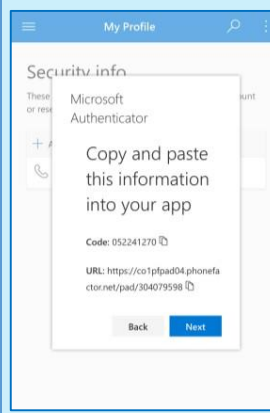 My Profile
Security info
These
ount
or rese
Microsoft
Authenticator
Copy and paste
this information
into your app
Code: 052241270
URL: https://co1pfpad04.phonefa
ctor.net/pad/304079598
Back
Next